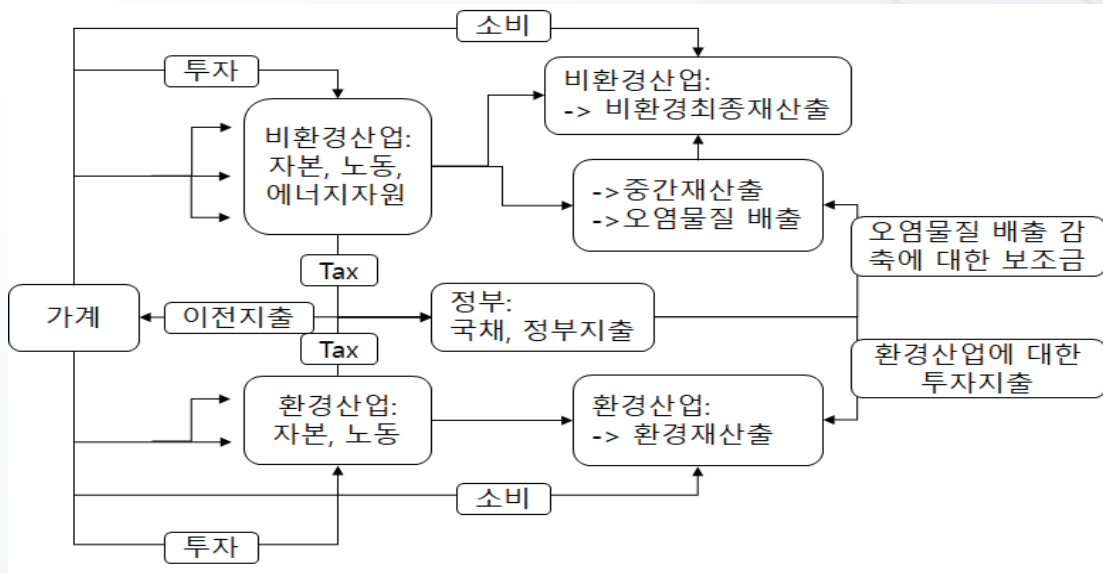 소비
투자
비환경산업:
-> 비환경최종재산출
비환경산업:
자본, 노동,
에너지자원
->중간재산출
->오염물질 배출
오염물질 배출 감
축에 대한 보조금
Tax
가계
이전지출
정부:
국채, 정부지출
Tax
환경산업에 대한
투자지출
환경산업:
자본, 노동
환경산업:
-> 환경재산출
소비
투자